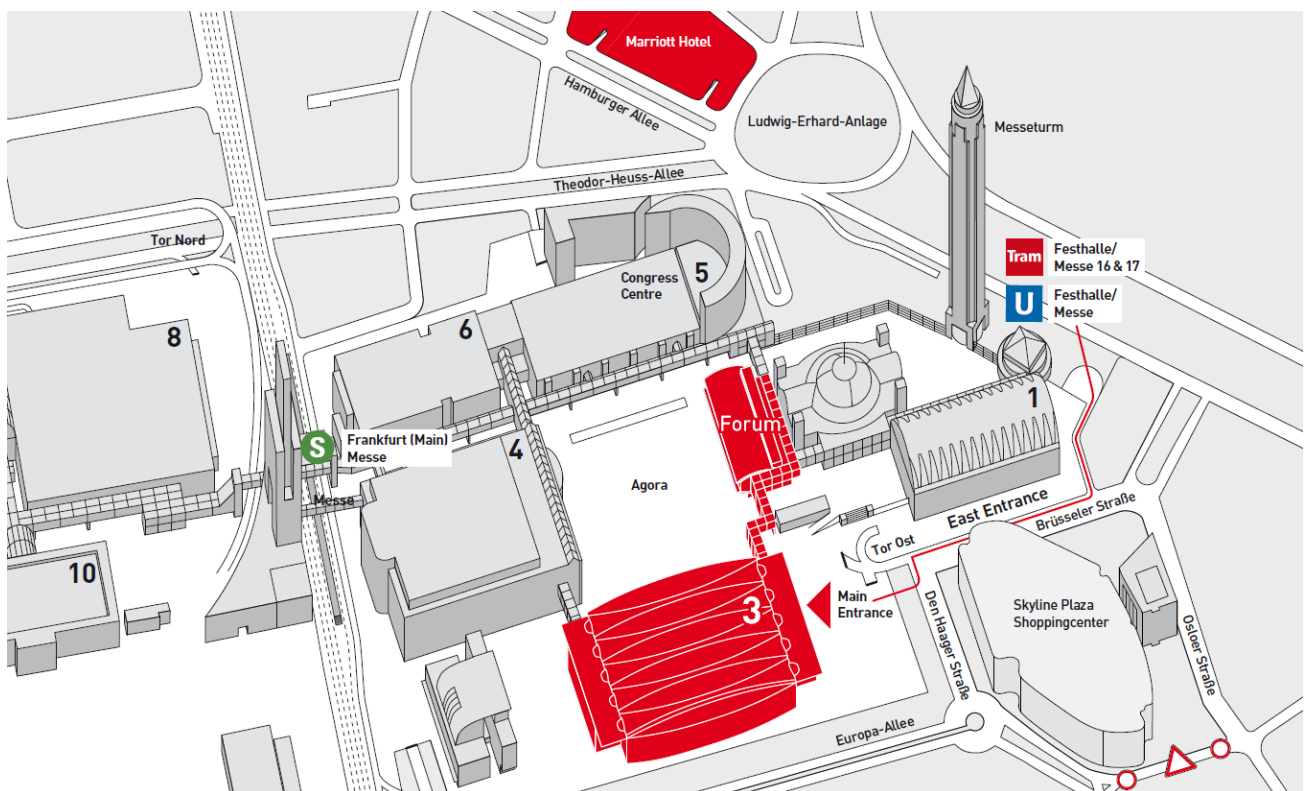 Marriott Hotel
Hamburger Allee
Ludwig-Erhard-Anlage
Messeturm
Theodor-Heuss-Allee
Tor Nord
Tram
Festhalle/
Messe 16 & 17
U
Festhalle/
Messe
5
Congress
Centre
6
8
1
Forum
S
Frankfurt (Main)
Messe
4
Agora
Messe
East Entrance
Brüsseler Straße
Tor Ost
10
3
Main
Entrance
Skyline Plaza
Shoppingcenter
Den Haager Straße
Osloer Straße
Europa-Allee